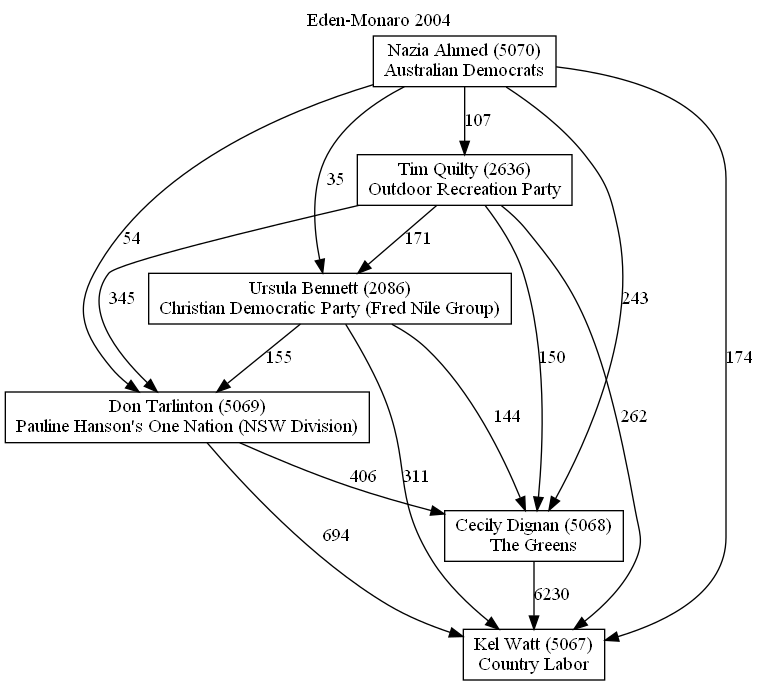 Eden-Monaro 2004
Nazia Ahmed (5070)
Australian Democrats
107
Tim Quilty (2636)
Outdoor Recreation Party
35
54
171
345
243
Ursula Bennett (2086)
Christian Democratic Party (Fred Nile Group)
155
150
174
Don Tarlinton (5069)
Pauline Hanson's One Nation (NSW Division)
144
262
406
311
694
Cecily Dignan (5068)
The Greens
6230
Kel Watt (5067)
Country Labor